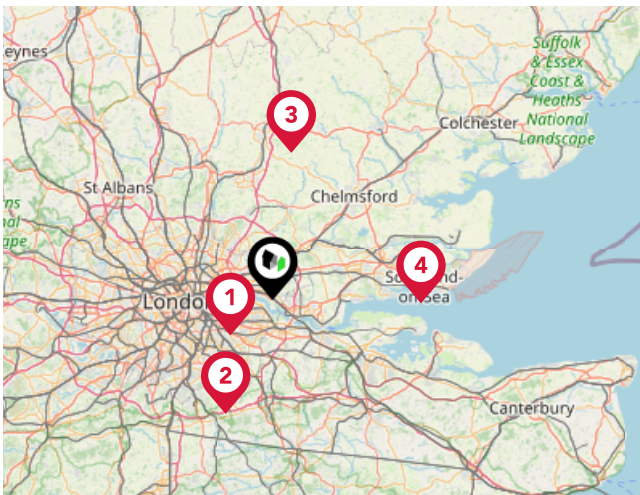 eynes
Suffolk
& Essex
Coast &
Heaths
National
Landscape
3
Colchester
St Albans
Chelmsford
ns
nal
ape
4
1
London
on Sea
2
Canterbury